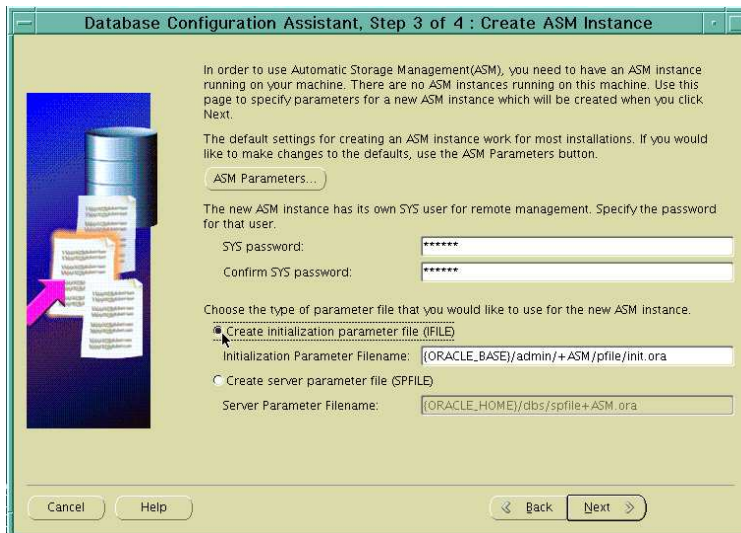 Database Configuration Assistant, Step 3 of 4 : Create ASM Instance
In order to use Automatic Storage Management(ASM), you need to have an ASM instance
running on your machine. There are no ASM instances running on this machine. Use this
page to specify parameters for a new ASM instance which will be created when you click
Next.
The default settings for creating an ASM instance work for most installations. If you would
like to make changes to the defaults, use the ASM Parameters button.
ASM Parameters...
The new ASM instance has its own SYS user for remote management. Specify the password
for that user.
SYS password: ******
Confirm SYS password: ******
Choose the type of parameter file that you would like to use for the new ASM instance.
Create initialization parameter file (IFILE)
Initialization Parameter Filename: {ORACLE_BASE}/admin/+ASM/pfile/init.ora
Create server parameter file (SPFILE)
Server Parameter Filename: {ORACLE_HOME}/dbs/spfile+ASM.ora
Cancel Help Back Next